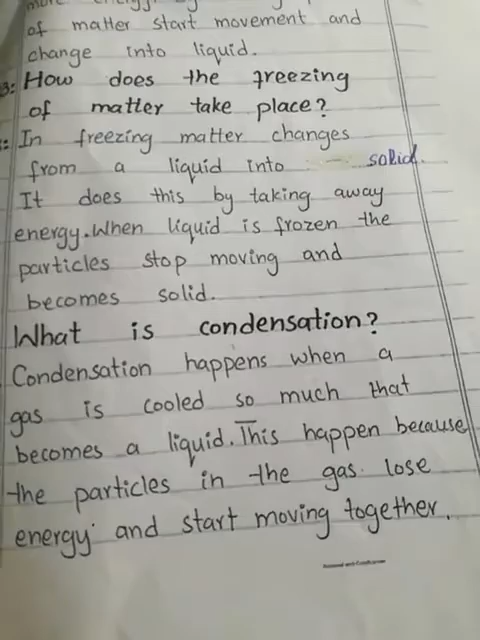 of matter start movement and
change into liquid.
3: How does the freezing
of matter take place?
: In freezing matter changes
from a liquid into solid.
It does this by taking away
energy. When liquid is frozen the
particles stop moving and
becomes solid.
What is condensation?
Condensation happens when a
gas is cooled so much that
becomes a liquid. This happen because
the particles in the gas lose
energy and start moving together.